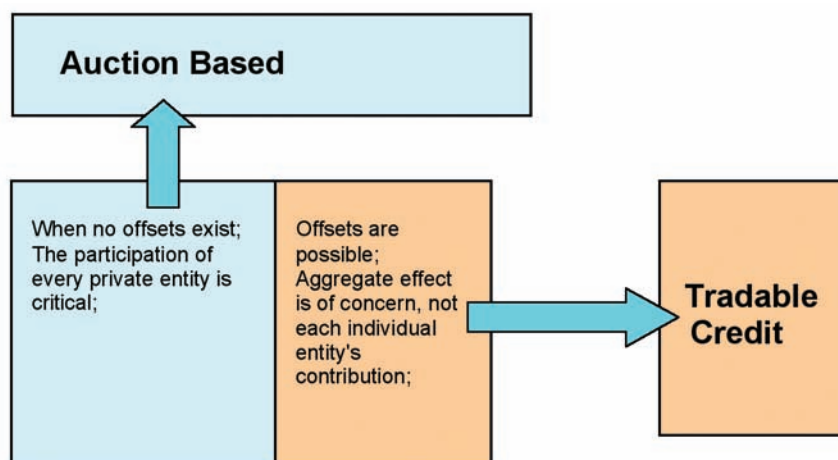 Auction Based
When no offsets exist;
The participation of
every private entity is
critical;
Offsets are
possible;
Aggregate effect
is of concern, not
each individual
entity's
contribution;
Tradable
Credit